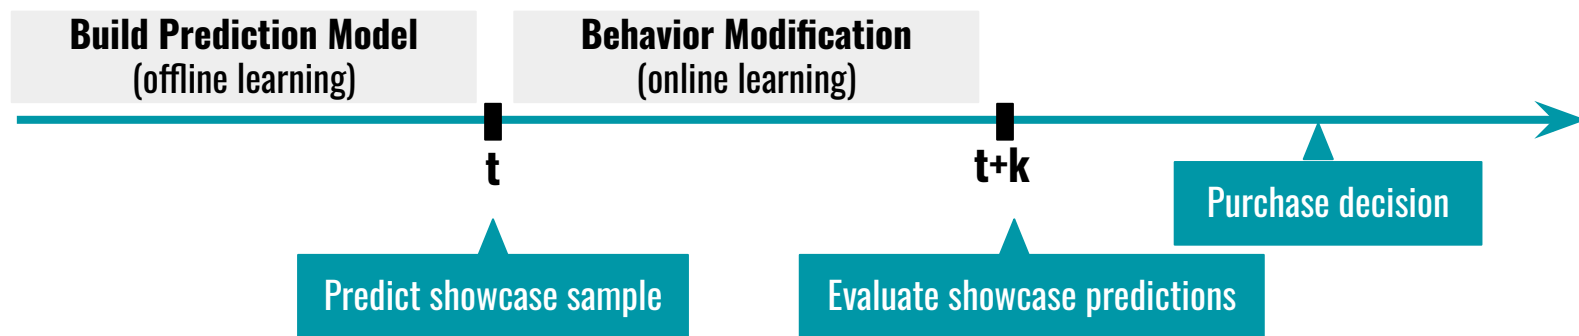 Build Prediction Model
(offline learning)
Behavior Modification
(online learning)
t
t+k
Purchase decision
Predict showcase sample
Evaluate showcase predictions